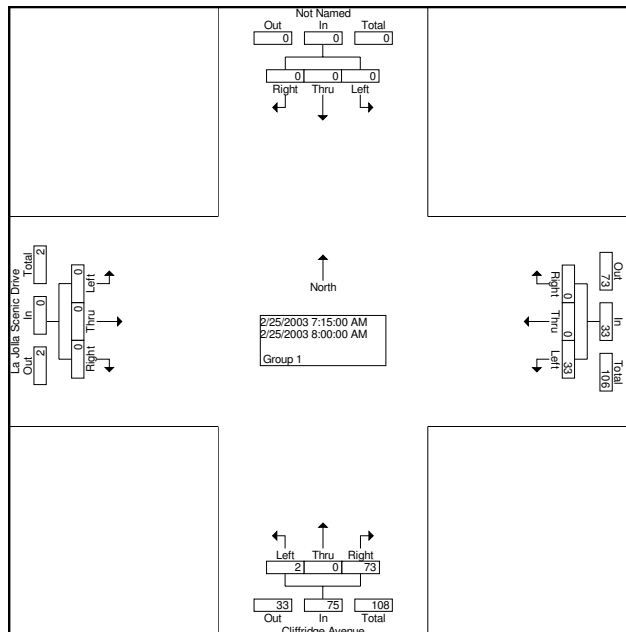 Not Named
Out In Total
0 0 0
0 0 0
Right Thru Left
La Jolla Scenic Drive
Total In Out
2 0 2
0 0 0
Left Thru Right
North
2/25/2003 7:15:00 AM
2/25/2003 8:00:00 AM
Group 1
Right Thru Left
0 0 33
Out In Total
73 33 106
Left Thru Right
2 0 73
33 75 108
Out In Total
Cliffridge Avenue